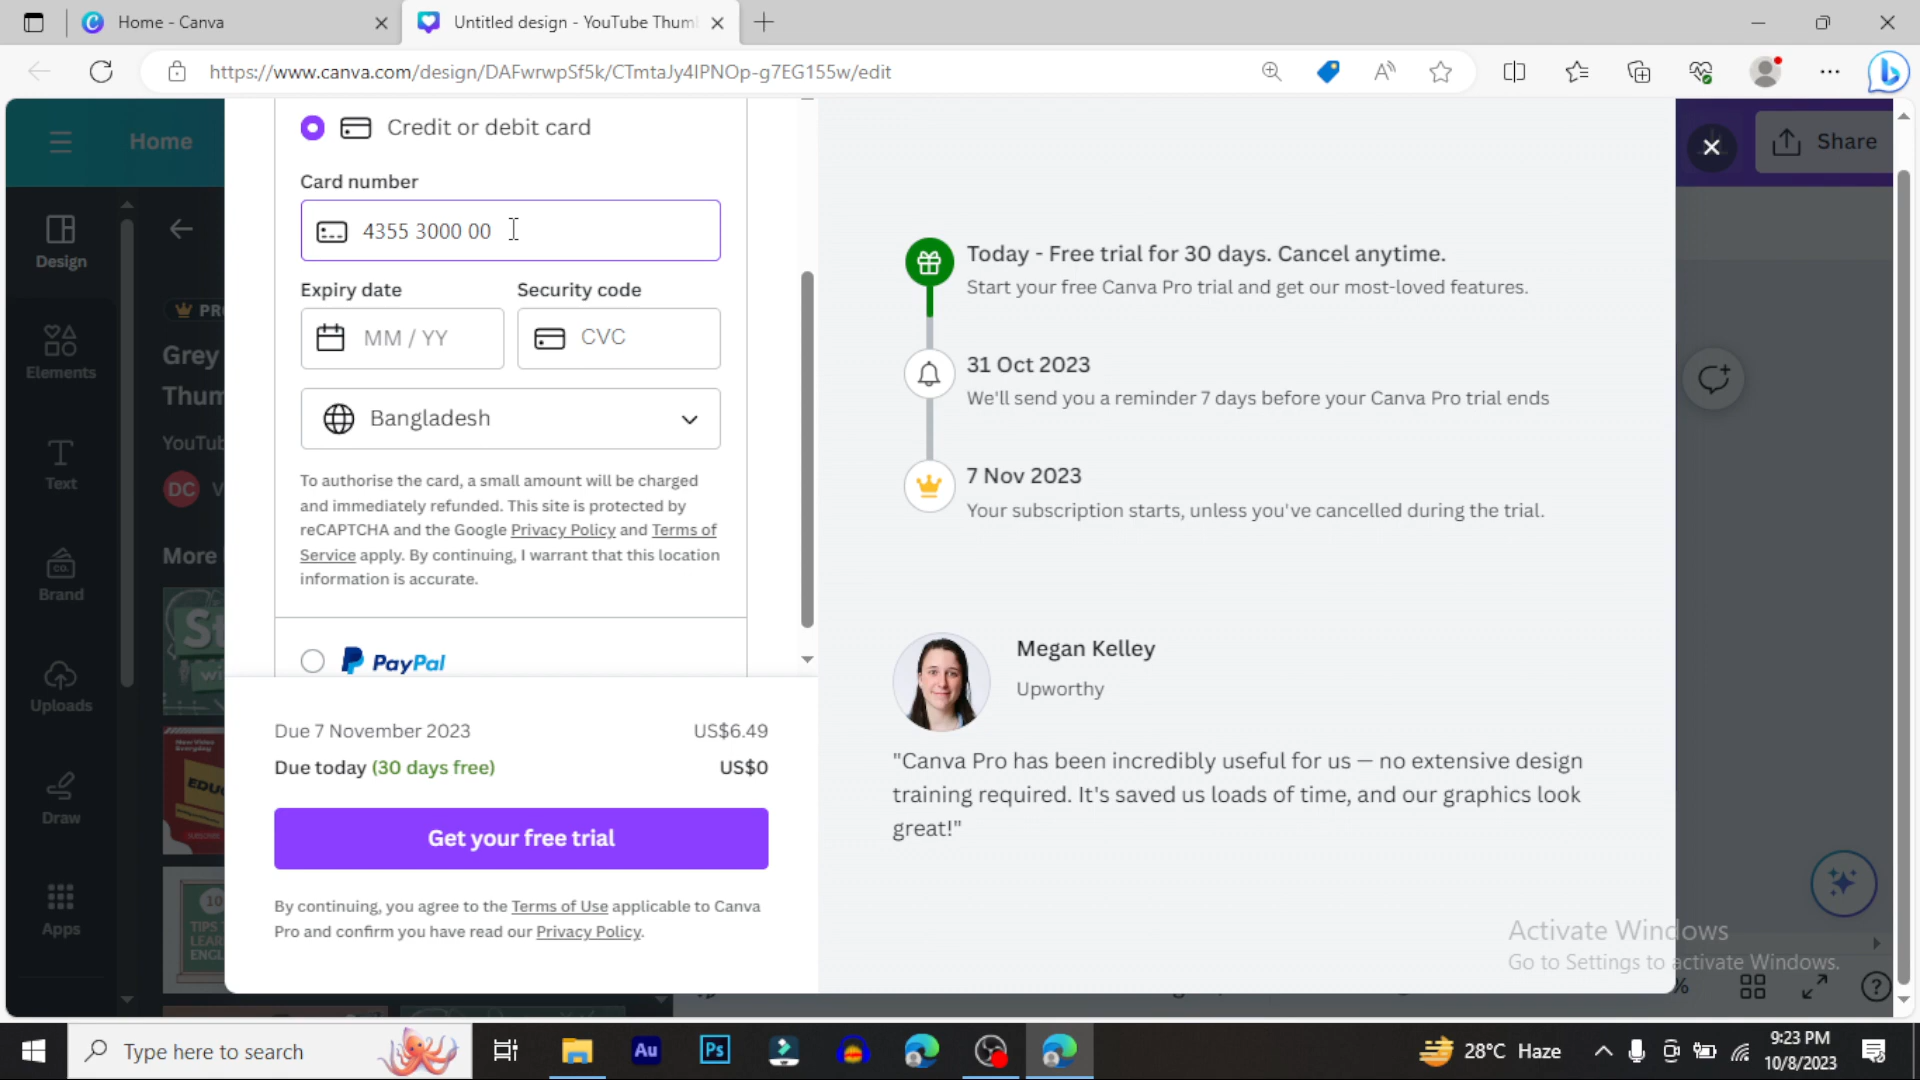 Home - Canva
Untitled design - YouTube Thum
https://www.canva.com/design/DAFwrwpSf5k/CTmtaJy4IPNOp-g7EG155w/edit
Home
Share
Design
Elements
Text
Brand
Uploads
Draw
Apps
PR
Grey
Thum
YouTub
DC V
More
Credit or debit card
Card number
4355 3000 00
Expiry date
Security code
MM / YY
CVC
Bangladesh
To authorise the card, a small amount will be charged
and immediately refunded. This site is protected by
reCAPTCHA and the Google Privacy Policy and Terms of
Service apply. By continuing, I warrant that this location
information is accurate.
PayPal
Due 7 November 2023 US$6.49
Due today (30 days free) US$0
Get your free trial
By continuing, you agree to the Terms of Use applicable to Canva
Pro and confirm you have read our Privacy Policy.
Today - Free trial for 30 days. Cancel anytime.
Start your free Canva Pro trial and get our most-loved features.
31 Oct 2023
We'll send you a reminder 7 days before your Canva Pro trial ends
7 Nov 2023
Your subscription starts, unless you've cancelled during the trial.
Megan Kelley
Upworthy
"Canva Pro has been incredibly useful for us — no extensive design
training required. It's saved us loads of time, and our graphics look
great!"
Activate Windows
Go to Settings to activate Windows.
Type here to search
Au
Ps
28°C Haze
9:23 PM
10/8/2023